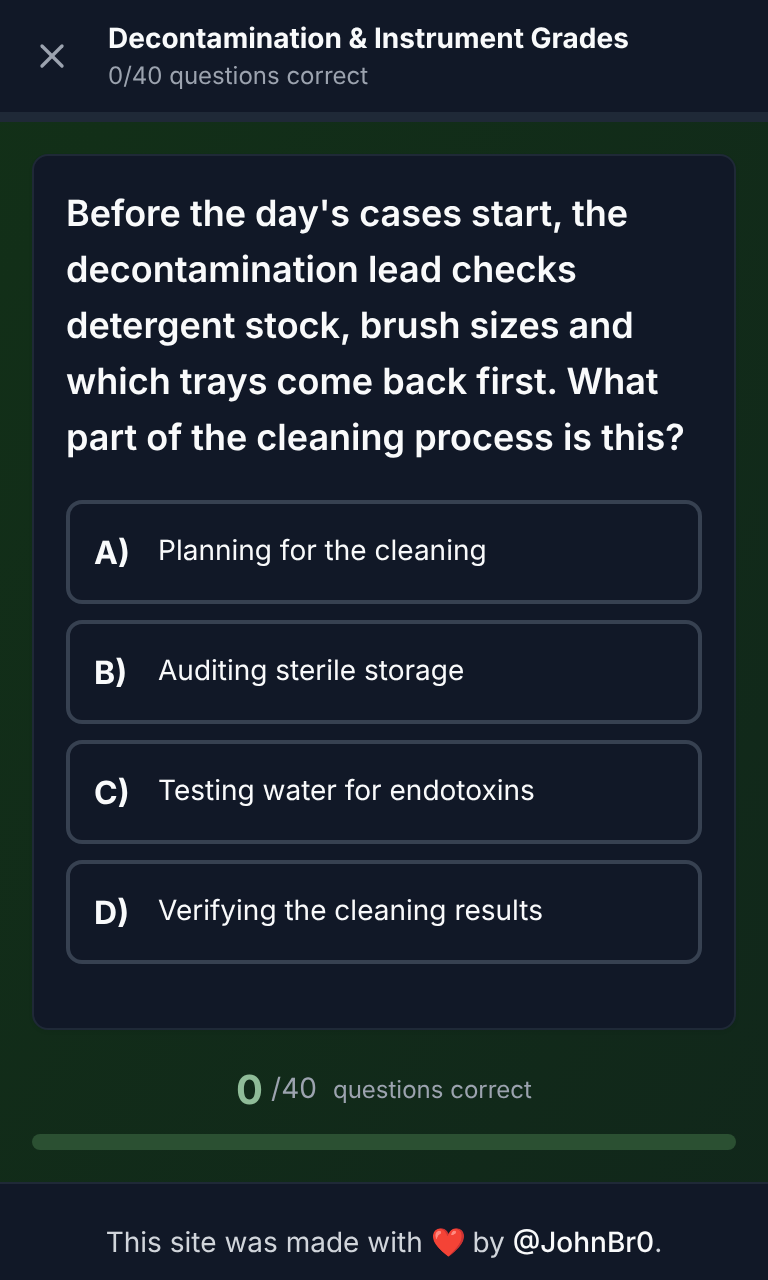 Decontamination & Instrument Grades
0/40 questions correct
Before the day's cases start, the
decontamination lead checks
detergent stock, brush sizes and
which trays come back first. What
part of the cleaning process is this?
A) Planning for the cleaning
B) Auditing sterile storage
C) Testing water for endotoxins
D) Verifying the cleaning results
0 /40 questions correct
This site was made with ❤️ by @JohnBr0.